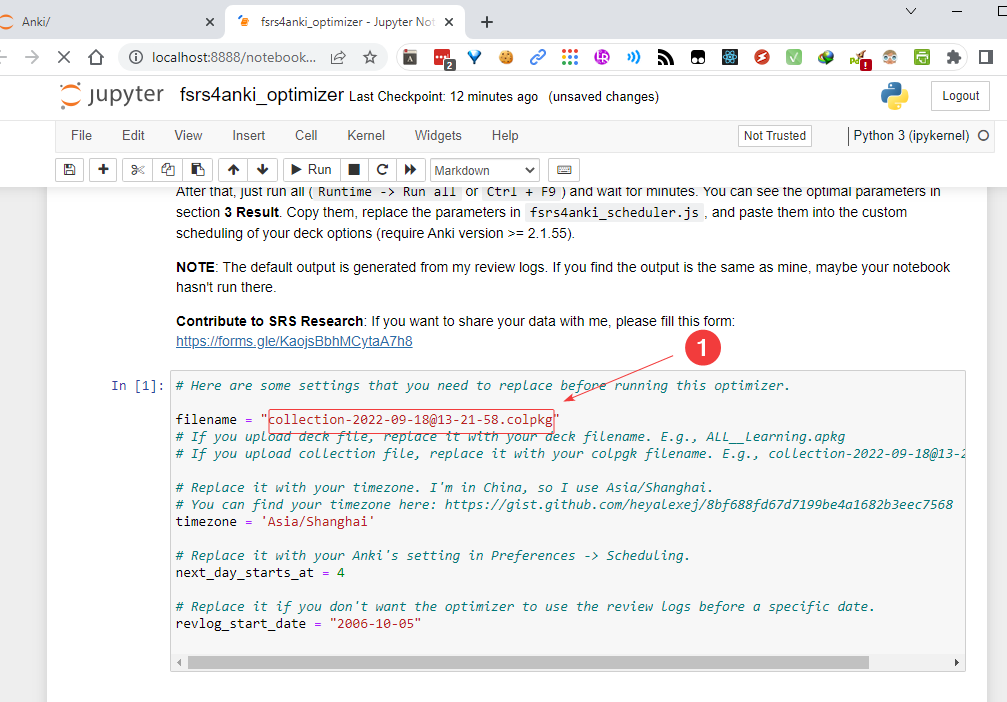 Anki/
fsrs4anki_optimizer - Jupyter Not
localhost:8888/notebook...
2
jupyter fsrs4anki_optimizer Last Checkpoint: 12 minutes ago (unsaved changes)
Logout
File Edit View Insert Cell Kernel Widgets Help
Not Trusted
Python 3 (ipykernel)
Run
Markdown
After that, just run all ( Runtime -> Run all or Ctrl + F9 ) and wait for minutes. You can see the optimal parameters in
section 3 Result. Copy them, replace the parameters in fsrs4anki_scheduler.js , and paste them into the custom
scheduling of your deck options (require Anki version >= 2.1.55).
NOTE: The default output is generated from my review logs. If you find the output is the same as mine, maybe your notebook
hasn't run there.
Contribute to SRS Research: If you want to share your data with me, please fill this form:
https://forms.gle/KaojsBbhMCytaA7h8
1
In [1]:
# Here are some settings that you need to replace before running this optimizer.
filename = "collection-2022-09-18@13-21-58.colpkg"
# If you upload deck file, replace it with your deck filename. E.g., ALL__Learning.apkg
# If you upload collection file, replace it with your colpgk filename. E.g., collection-2022-09-18@13-2
# Replace it with your timezone. I'm in China, so I use Asia/Shanghai.
# You can find your timezone here: https://gist.github.com/heyalexej/8bf688fd67d7199be4a1682b3eec7568
timezone = 'Asia/Shanghai'
# Replace it with your Anki's setting in Preferences -> Scheduling.
next_day_starts_at = 4
# Replace it if you don't want the optimizer to use the review logs before a specific date.
revlog_start_date = "2006-10-05"